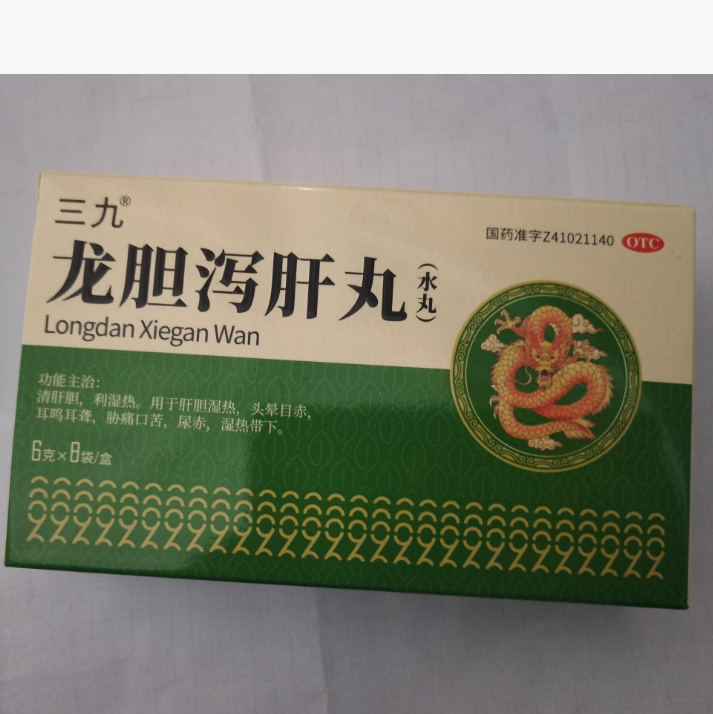 三九®
国药准字Z41021140 OTC
龙胆泻肝丸(水丸)
Longdan Xiegan Wan
功能主治:
清肝胆,利湿热。用于肝胆湿热,头晕目赤,
耳鸣耳聋,胁痛口苦,尿赤,湿热带下。
6克×8袋/盒